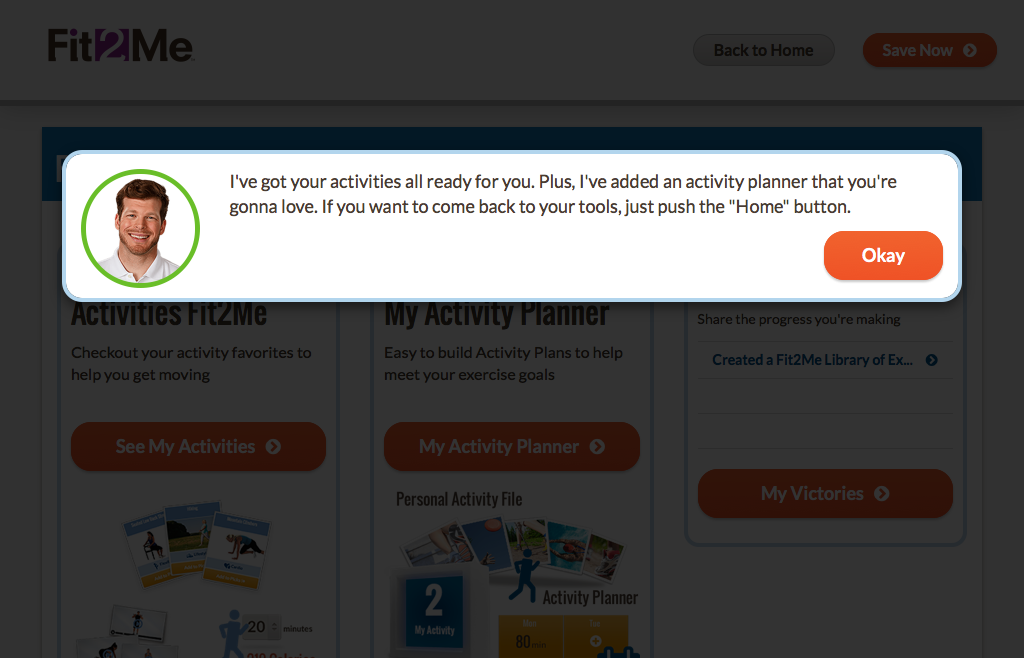 Fit2Me
Back to Home
Save Now
I've got your activities all ready for you. Plus, I've added an activity planner that you're
gonna love. If you want to come back to your tools, just push the "Home" button.
Okay
Activities Fit2Me
Checkout your activity favorites to
help you get moving
See My Activities
My Activity Planner
Easy to build Activity Plans to help
meet your exercise goals
My Activity Planner
Personal Activity File
2
My Activity
Activity Planner
Mon
Tue
80 min
20 minutes
210 Calories
Share the progress you're making
Created a Fit2Me Library of Ex...
My Victories